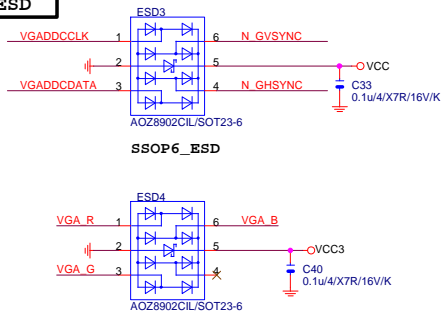 ESD
ESD3
VGADDCCLK 1 6 N_GVSYNC
2 5 VCC
VGADDCDATA 3 4 N_GHSYNC
C33
0.1u/4/X7R/16V/K
AOZ8902CIL/SOT23-6
SSOP6_ESD
ESD4
VGA_R 1 6 VGA_B
2 5 VCC3
VGA_G 3 4
C40
0.1u/4/X7R/16V/K
AOZ8902CIL/SOT23-6